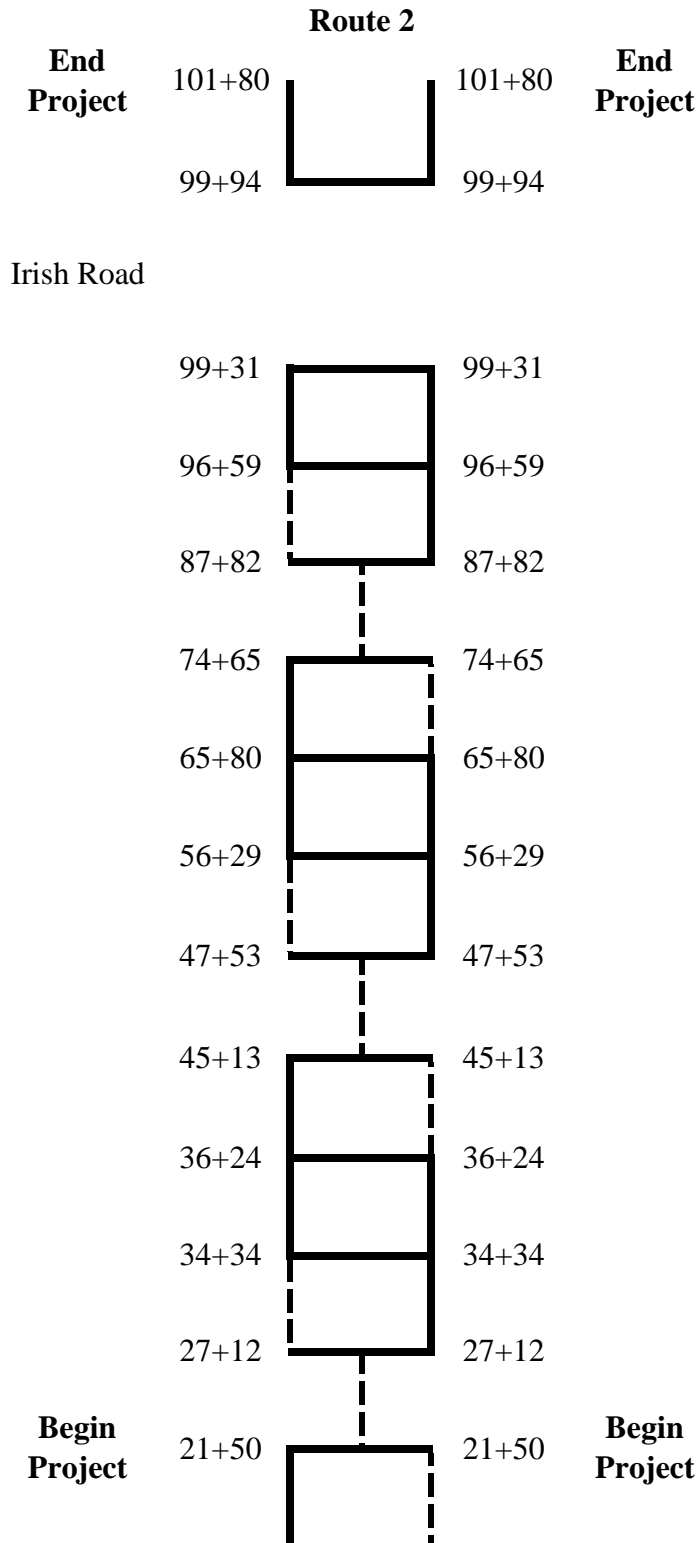 Route 2
End
Project
101+80
101+80
End
Project
99+94
99+94
Irish Road
99+31
99+31
96+59
96+59
87+82
87+82
74+65
74+65
65+80
65+80
56+29
56+29
47+53
47+53
45+13
45+13
36+24
36+24
34+34
34+34
27+12
27+12
Begin
Project
21+50
21+50
Begin
Project